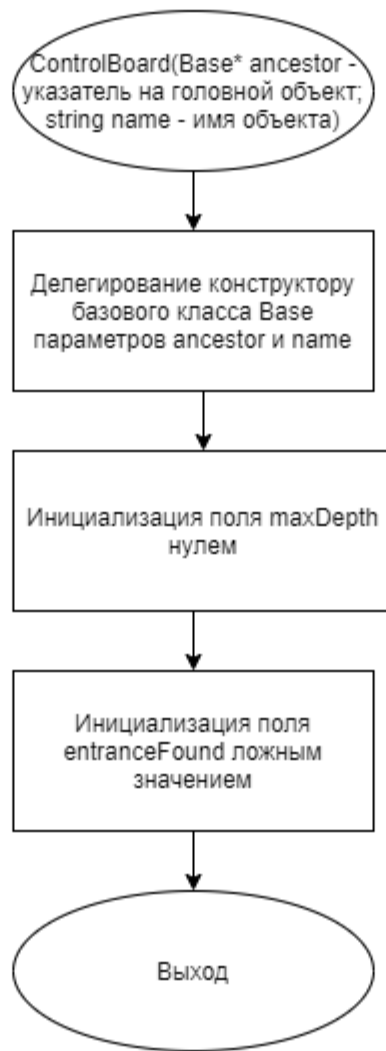 ControlBoard(Base* ancestor -
указатель на головной объект;
string name - имя объекта)
Делегирование конструктору
базового класса Base
параметров ancestor и name
Инициализация поля maxDepth
нулем
Инициализация поля
entranceFound ложным
значением
Выход